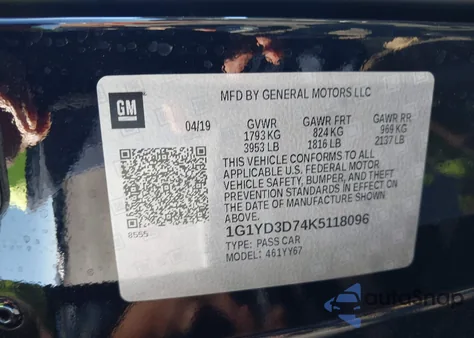 GM
MFD BY GENERAL MOTORS LLC
04/19 GVWR GAWR FRT GAWR RR
1793 KG 824 KG 969 KG
3953 LB 1816 LB 2137 LB
THIS VEHICLE CONFORMS TO ALL
APPLICABLE U.S. FEDERAL MOTOR
VEHICLE SAFETY, BUMPER, AND THEFT
PREVENTION STANDARDS IN EFFECT ON
THE DATE OF MANUFACTURE SHOWN
ABOVE.
8555
1G1YD3D74K5118096
TYPE: PASS CAR
MODEL: 461YY67
autoSnap